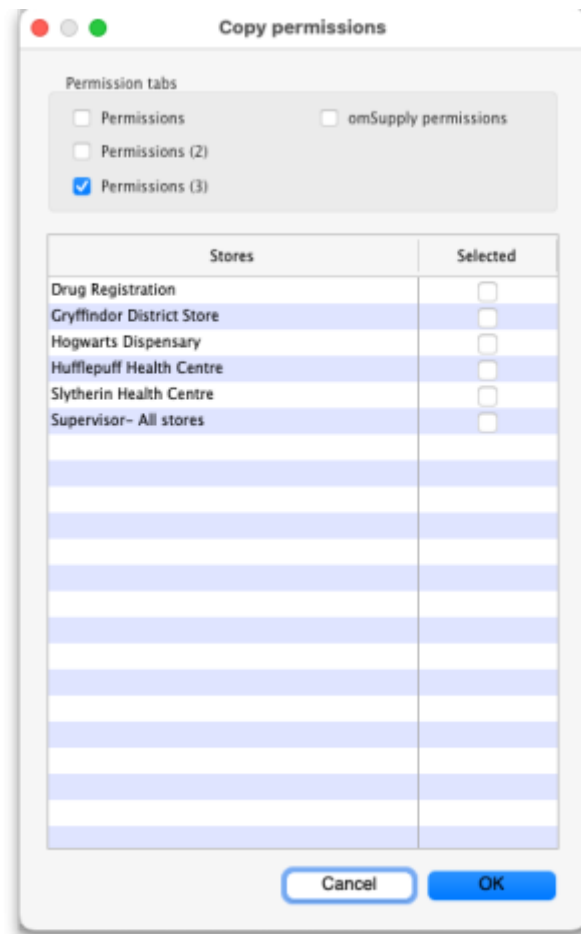 Copy permissions
Permission tabs
Permissions
omSupply permissions
Permissions (2)
Permissions (3)
Stores
Selected
Drug Registration
Gryffindor District Store
Hogwarts Dispensary
Hufflepuff Health Centre
Slytherin Health Centre
Supervisor- All stores
Cancel
OK